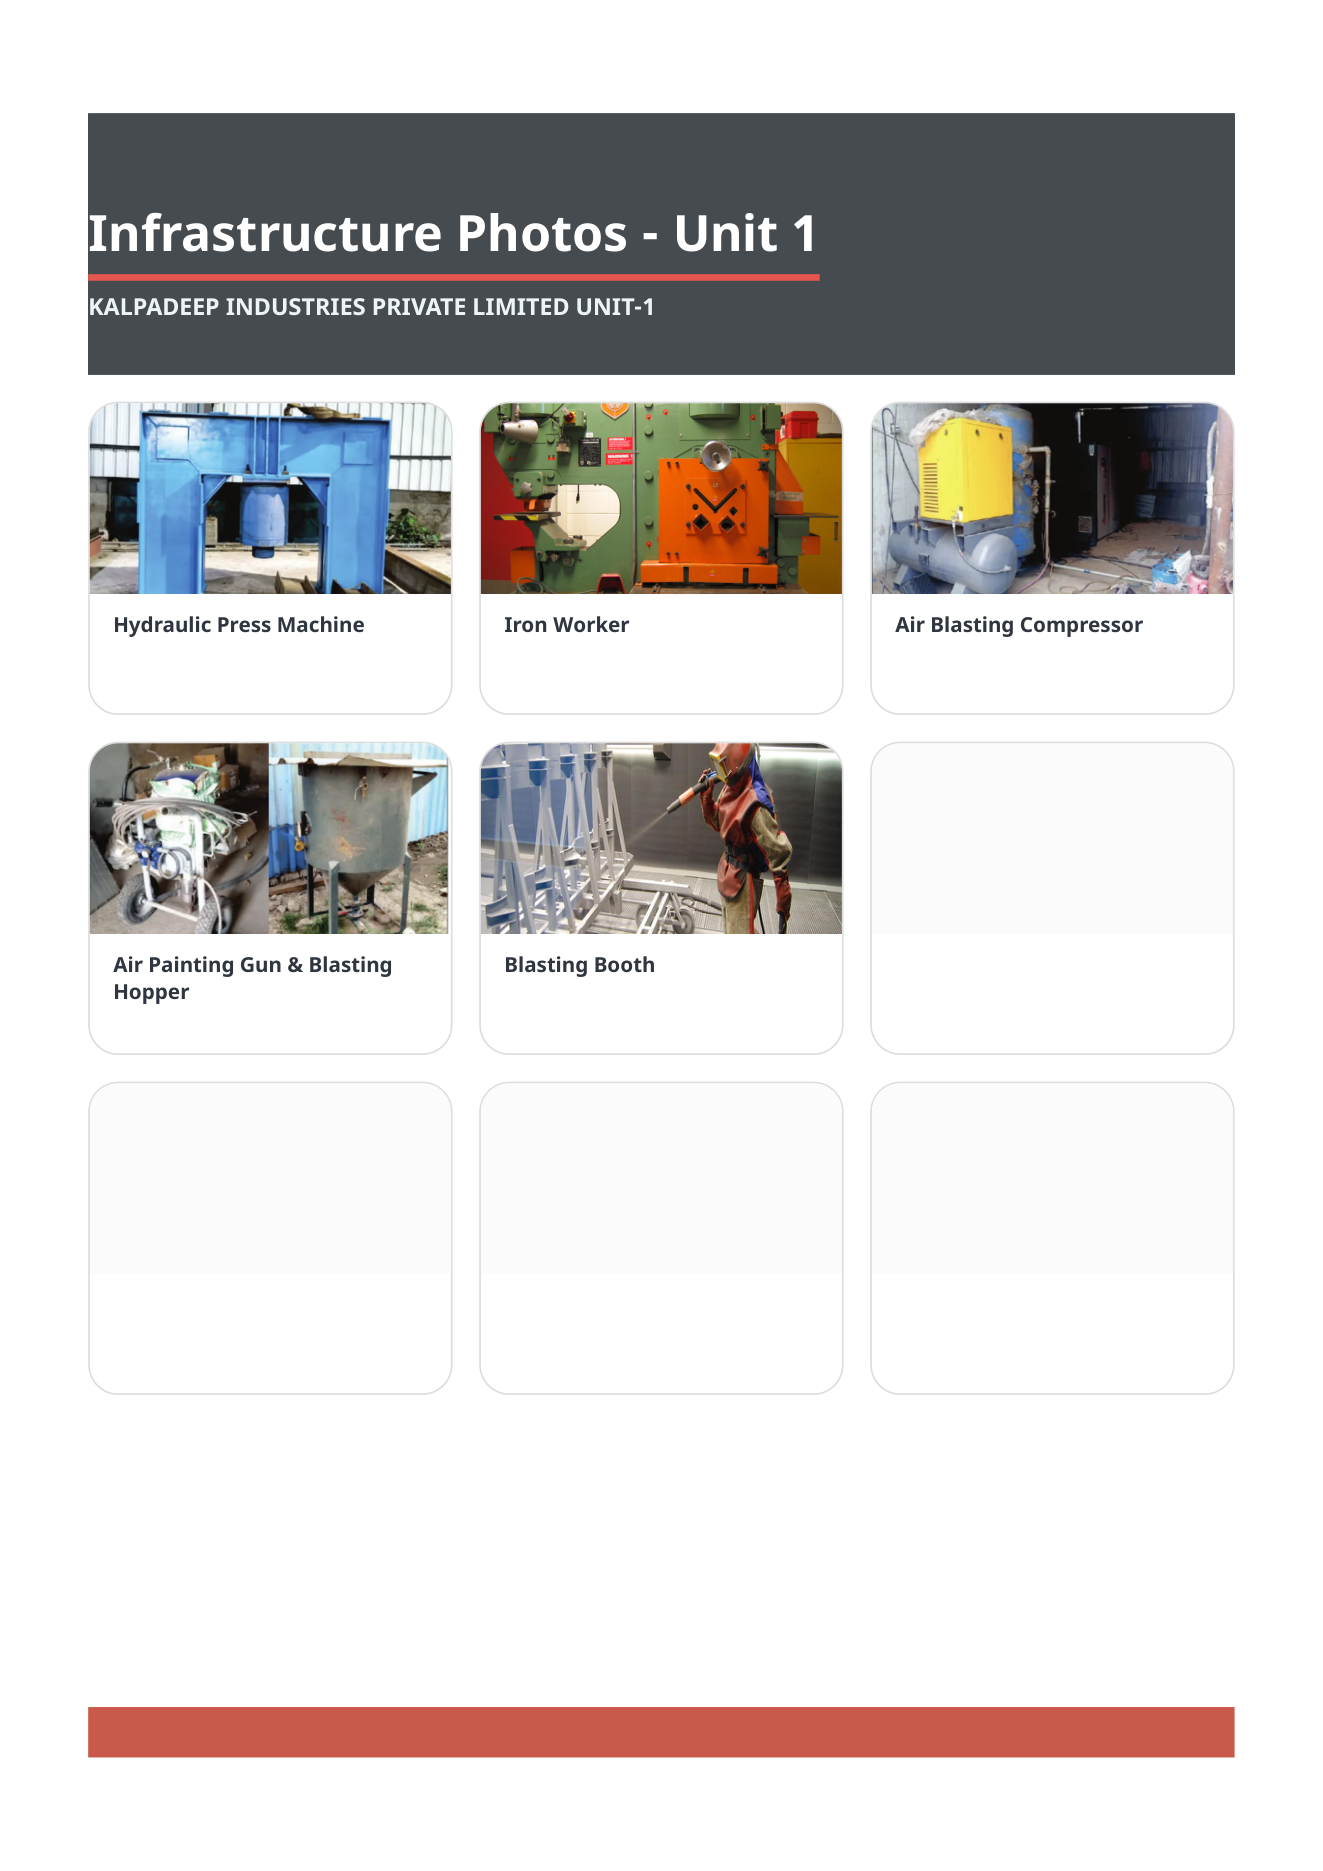 Infrastructure Photos - Unit 1
KALPADEEP INDUSTRIES PRIVATE LIMITED UNIT-1
Hydraulic Press Machine
Iron Worker
Air Blasting Compressor
Air Painting Gun & Blasting
Hopper
Blasting Booth